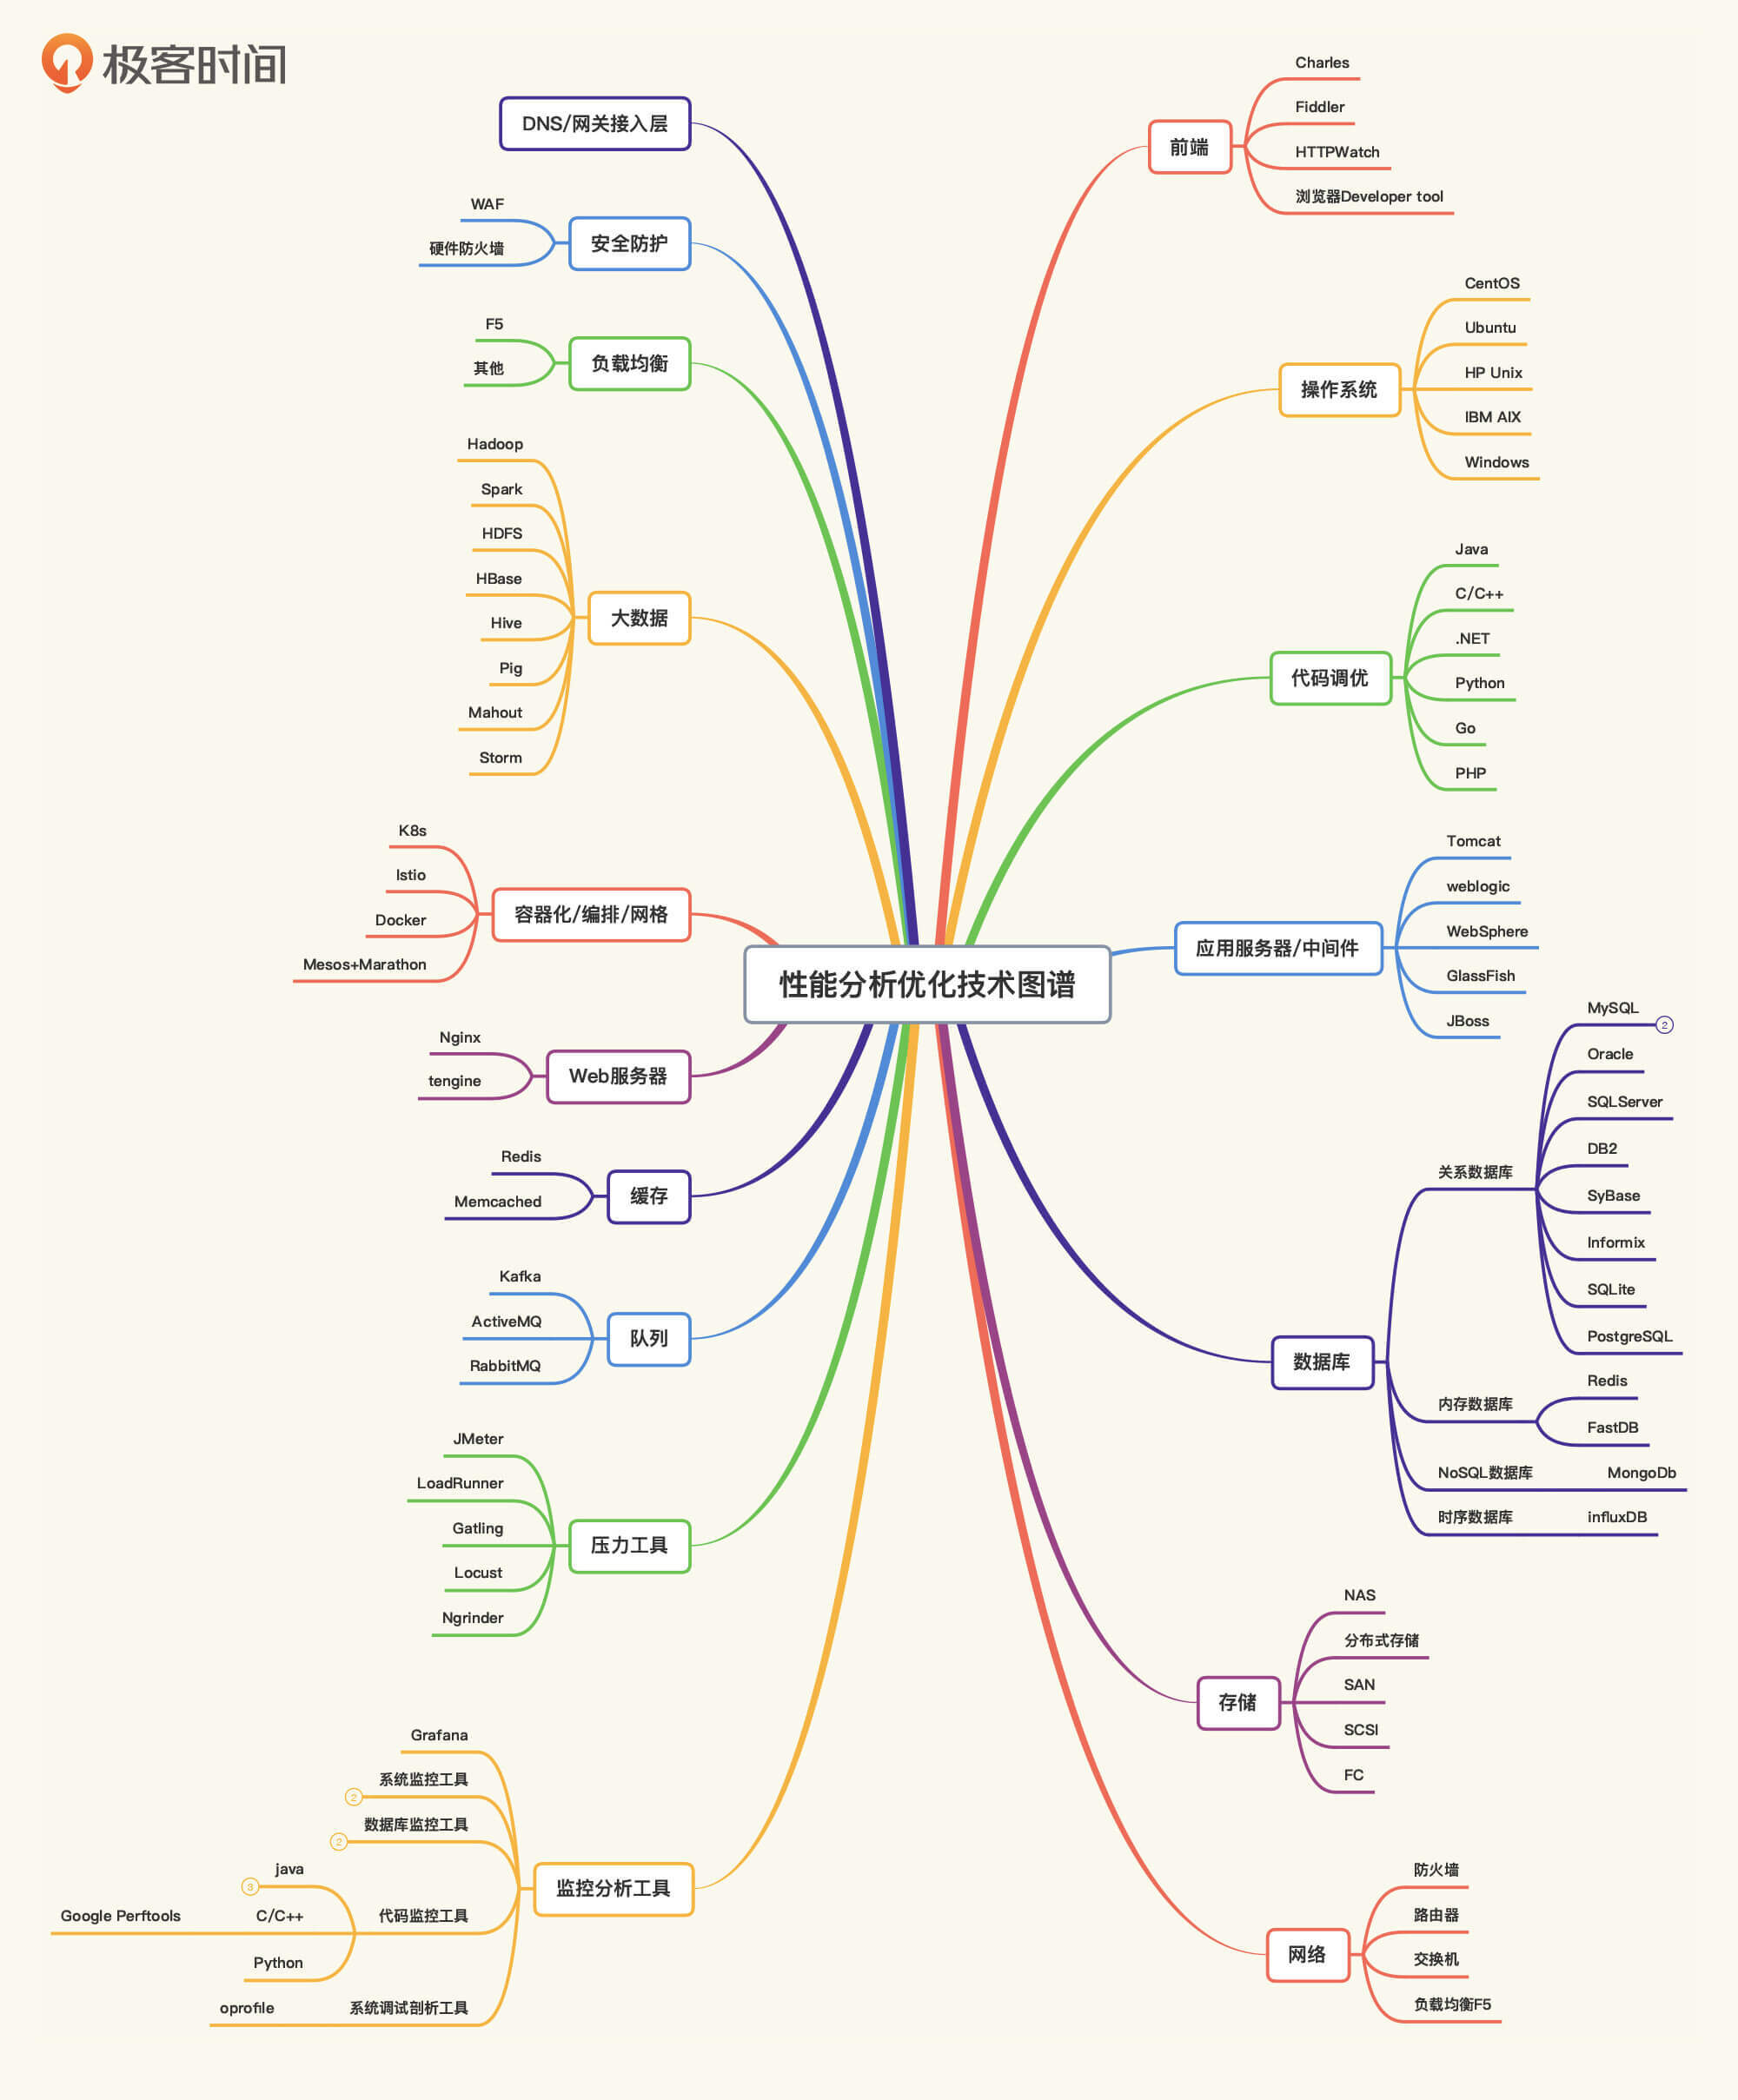 极客时间
性能分析优化技术图谱
前端
Charles
Fiddler
HTTPWatch
浏览器Developer tool
操作系统
CentOS
Ubuntu
HP Unix
IBM AIX
Windows
代码调优
Java
C/C++
.NET
Python
Go
PHP
应用服务器/中间件
Tomcat
weblogic
WebSphere
GlassFish
JBoss
数据库
关系数据库
MySQL
2
Oracle
SQLServer
DB2
SyBase
Informix
SQLite
PostgreSQL
内存数据库
Redis
FastDB
NoSQL数据库
MongoDb
时序数据库
influxDB
存储
NAS
分布式存储
SAN
SCSI
FC
网络
防火墙
路由器
交换机
负载均衡F5
DNS/网关接入层
安全防护
WAF
硬件防火墙
负载均衡
F5
其他
大数据
Hadoop
Spark
HDFS
HBase
Hive
Pig
Mahout
Storm
容器化/编排/网格
K8s
Istio
Docker
Mesos+Marathon
Web服务器
Nginx
tengine
缓存
Redis
Memcached
队列
Kafka
ActiveMQ
RabbitMQ
压力工具
JMeter
LoadRunner
Gatling
Locust
Ngrinder
监控分析工具
Grafana
系统监控工具
2
数据库监控工具
2
代码监控工具
java
3
C/C++
Google Perftools
Python
系统调试剖析工具
oprofile